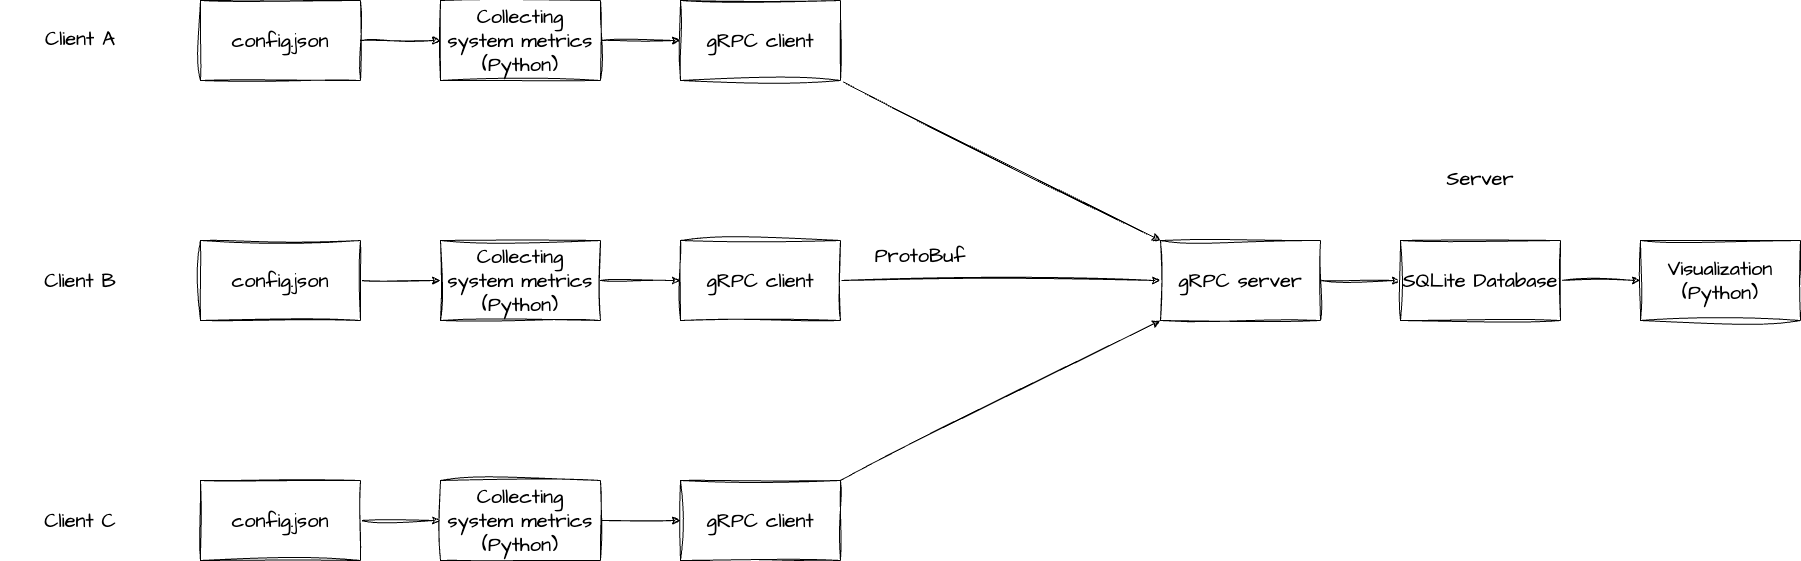 Client A
config.json
Collecting
system metrics
(Python)
gRPC client
Server
Client B
config.json
Collecting
system metrics
(Python)
gRPC client
ProtoBuf
gRPC server
SQLite Database
Visualization
(Python)
Client C
config.json
Collecting
system metrics
(Python)
gRPC client